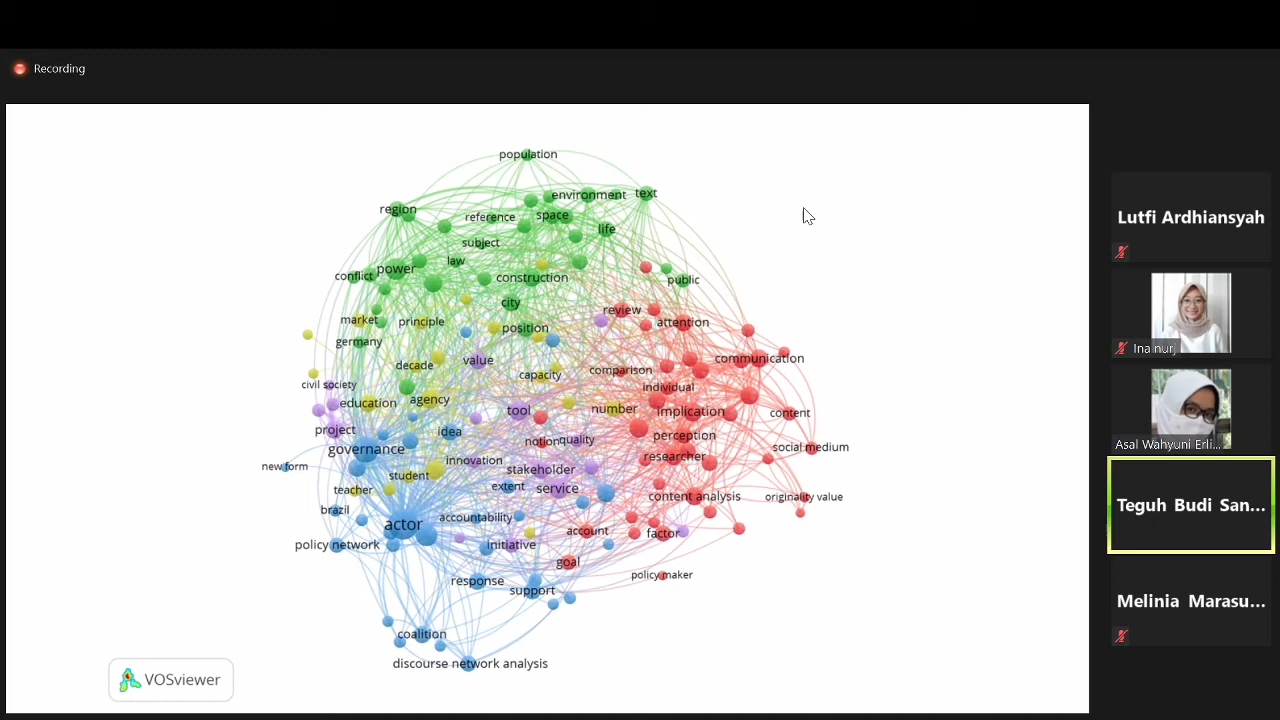 Recording
population
environment
text
region
reference
space
life
subject
law
conflict
power
construction
public
city
market
principle
position
review
attention
germany
decade
value
capacity
comparison
communication
civil society
education
agency
individual
tool
number
implication
content
project
idea
notion
quality
perception
governance
social medium
new form
innovation
stakeholder
researcher
student
teacher
extent
service
content analysis
originality value
brazil
actor
accountability
account
factor
policy network
initiative
goal
policy maker
response
support
coalition
discourse network analysis
VOSviewer
Lutfi Ardhiansyah
Ina nurj
Asal Wahyuni Erli...
Teguh Budi San...
Melinia Marasu...